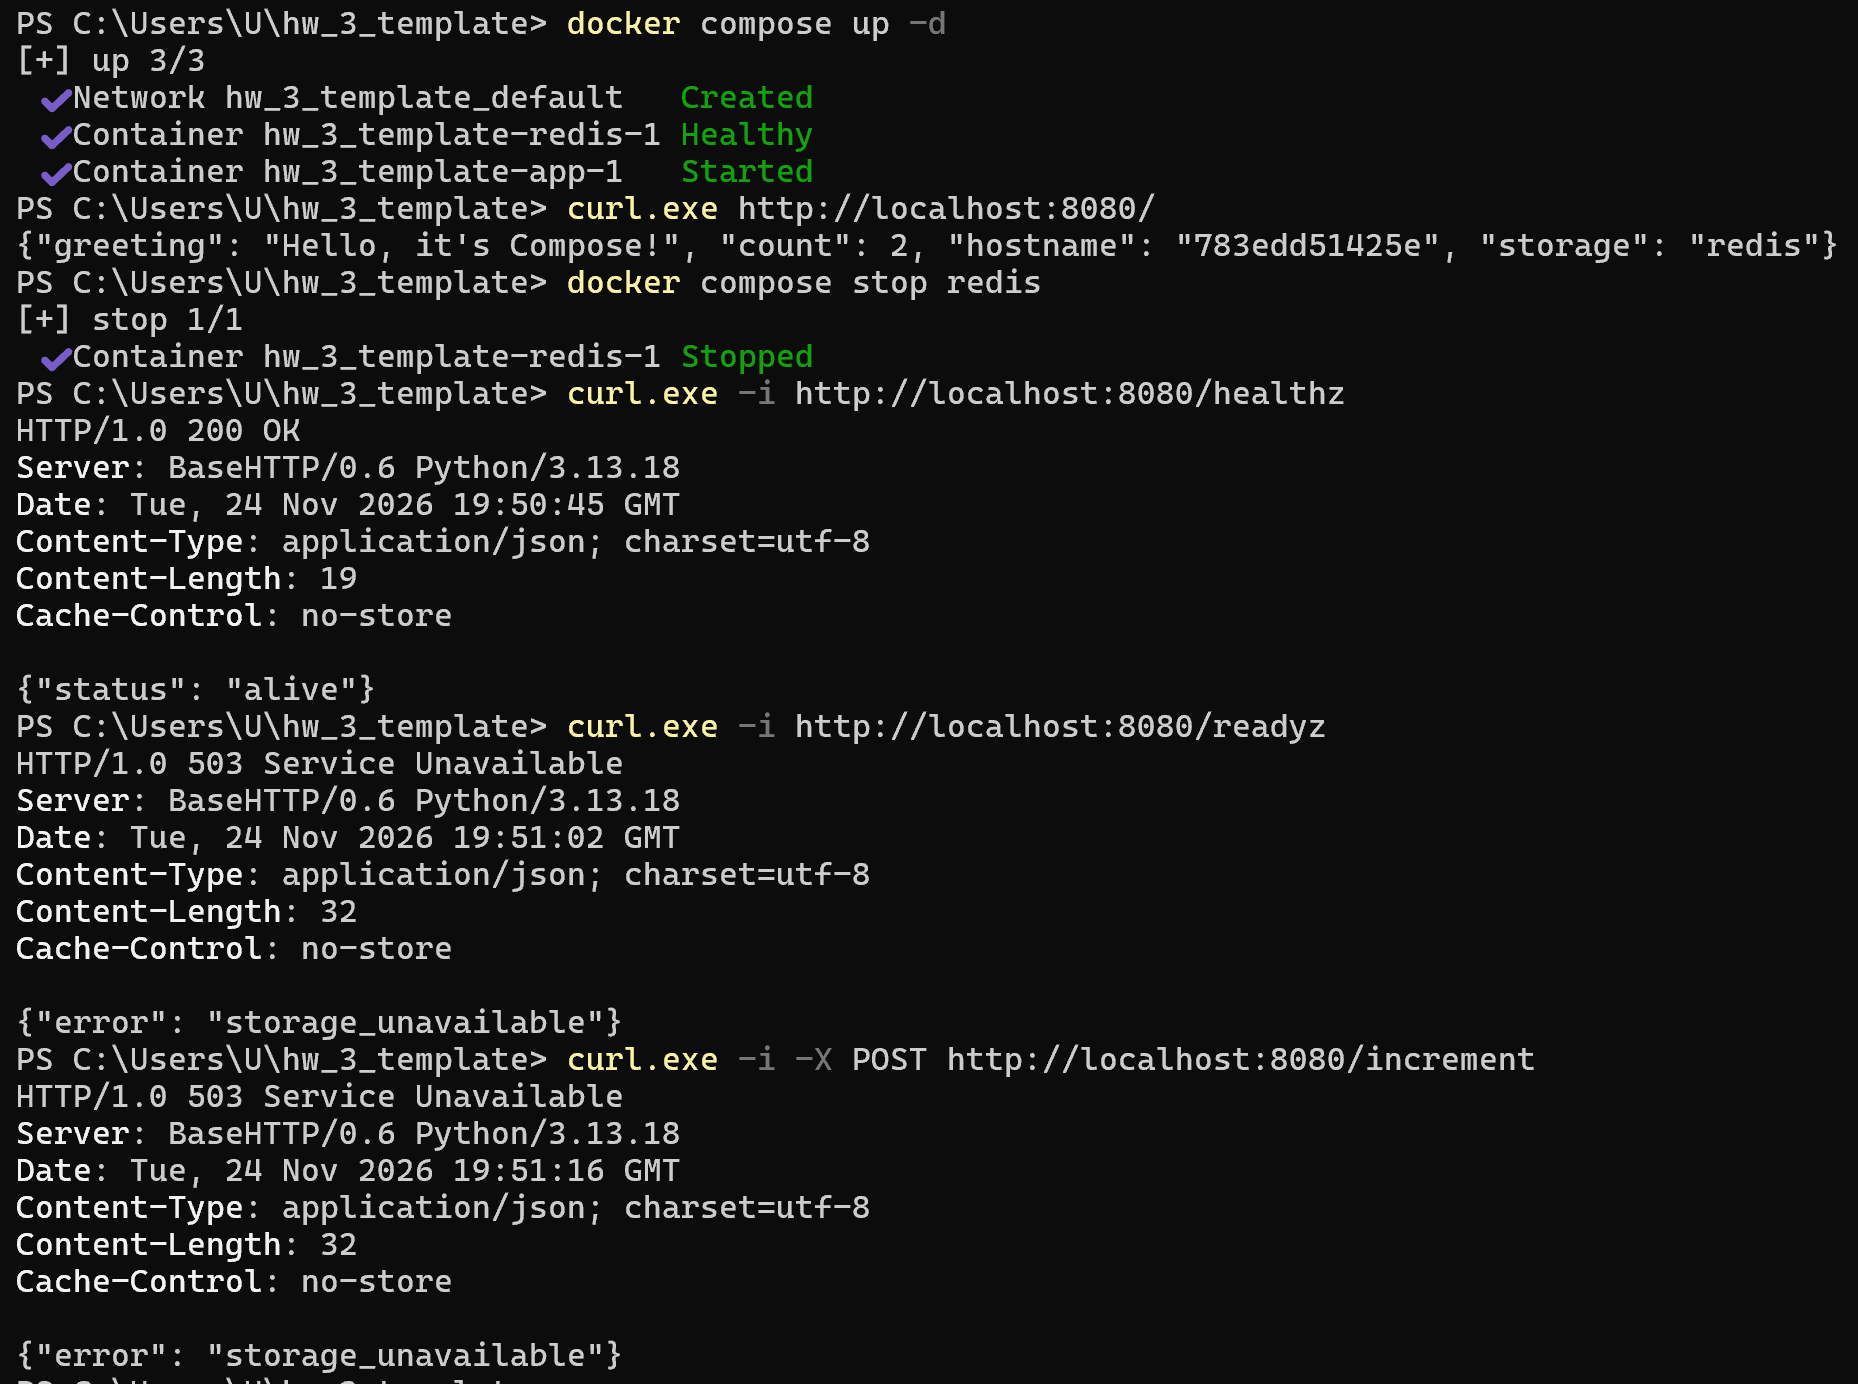 PS C:\Users\U\hw_3_template> docker compose up -d
[+] up 3/3
✔Network hw_3_template_default   Created
✔Container hw_3_template-redis-1 Healthy
✔Container hw_3_template-app-1   Started
PS C:\Users\U\hw_3_template> curl.exe http://localhost:8080/
{"greeting": "Hello, it's Compose!", "count": 2, "hostname": "783edd51425e", "storage": "redis"}
PS C:\Users\U\hw_3_template> docker compose stop redis
[+] stop 1/1
✔Container hw_3_template-redis-1 Stopped
PS C:\Users\U\hw_3_template> curl.exe -i http://localhost:8080/healthz
HTTP/1.0 200 OK
Server: BaseHTTP/0.6 Python/3.13.18
Date: Tue, 24 Nov 2026 19:50:45 GMT
Content-Type: application/json; charset=utf-8
Content-Length: 19
Cache-Control: no-store

{"status": "alive"}
PS C:\Users\U\hw_3_template> curl.exe -i http://localhost:8080/readyz
HTTP/1.0 503 Service Unavailable
Server: BaseHTTP/0.6 Python/3.13.18
Date: Tue, 24 Nov 2026 19:51:02 GMT
Content-Type: application/json; charset=utf-8
Content-Length: 32
Cache-Control: no-store

{"error": "storage_unavailable"}
PS C:\Users\U\hw_3_template> curl.exe -i -X POST http://localhost:8080/increment
HTTP/1.0 503 Service Unavailable
Server: BaseHTTP/0.6 Python/3.13.18
Date: Tue, 24 Nov 2026 19:51:16 GMT
Content-Type: application/json; charset=utf-8
Content-Length: 32
Cache-Control: no-store

{"error": "storage_unavailable"}